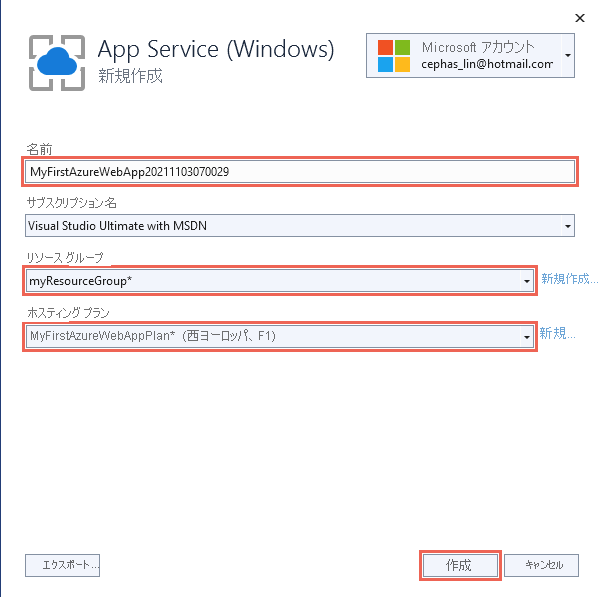 App Service (Windows)
新規作成
Microsoft アカウント
cephas_lin@hotmail.com
名前
MyFirstAzureWebApp20211103070029
サブスクリプション名
Visual Studio Ultimate with MSDN
リソース グループ
myResourceGroup*
新規作成...
ホスティング プラン
MyFirstAzureWebAppPlan* (西ヨーロッパ、F1)
新規...
エクスポート...
作成
キャンセル